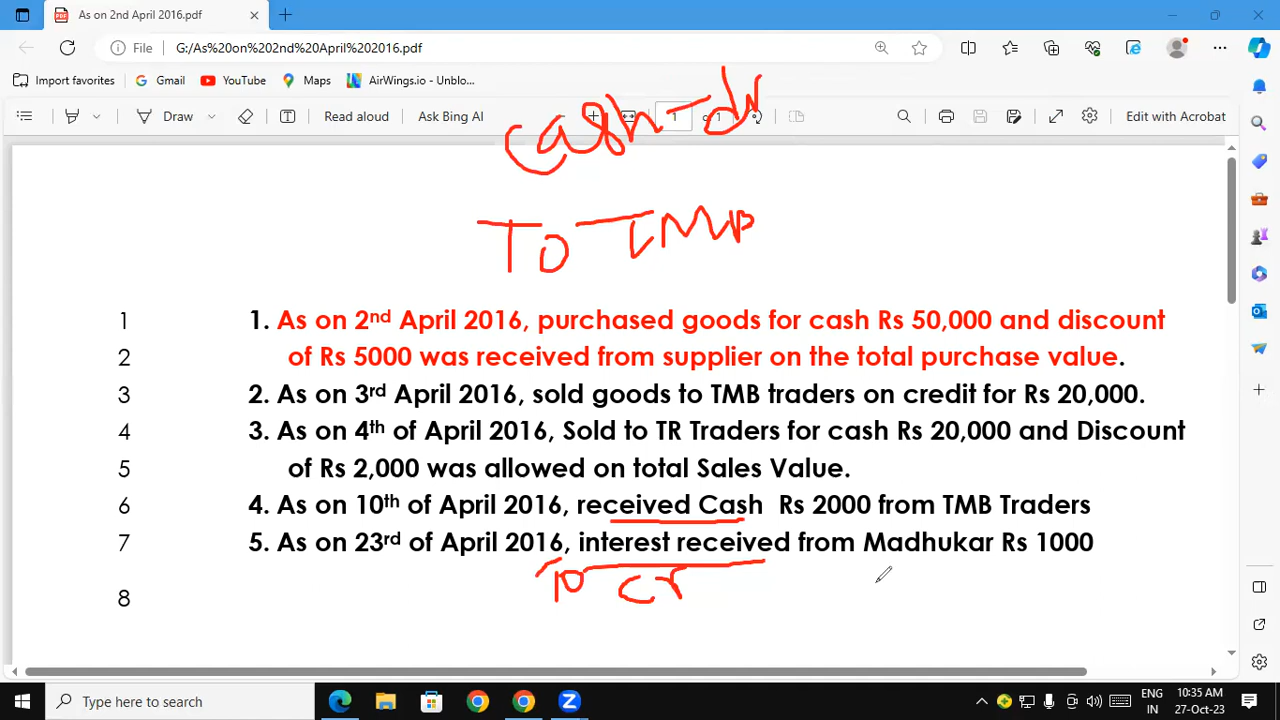 As on 2nd April 2016.pdf
File G:/As%20on%202nd%20April%202016.pdf
Import favorites Gmail YouTube Maps AirWings.io - Unblo...
Draw Read aloud Ask Bing AI 1 of 1 Edit with Acrobat
Cash-dr
To TMB
1 1. As on 2nd April 2016, purchased goods for cash Rs 50,000 and discount
2 of Rs 5000 was received from supplier on the total purchase value.
3 2. As on 3rd April 2016, sold goods to TMB traders on credit for Rs 20,000.
4 3. As on 4th of April 2016, Sold to TR Traders for cash Rs 20,000 and Discount
5 of Rs 2,000 was allowed on total Sales Value.
6 4. As on 10th of April 2016, received Cash Rs 2000 from TMB Traders
7 5. As on 23rd of April 2016, interest received from Madhukar Rs 1000
To Cr
8
Type here to search ENG IN 10:35 AM 27-Oct-23